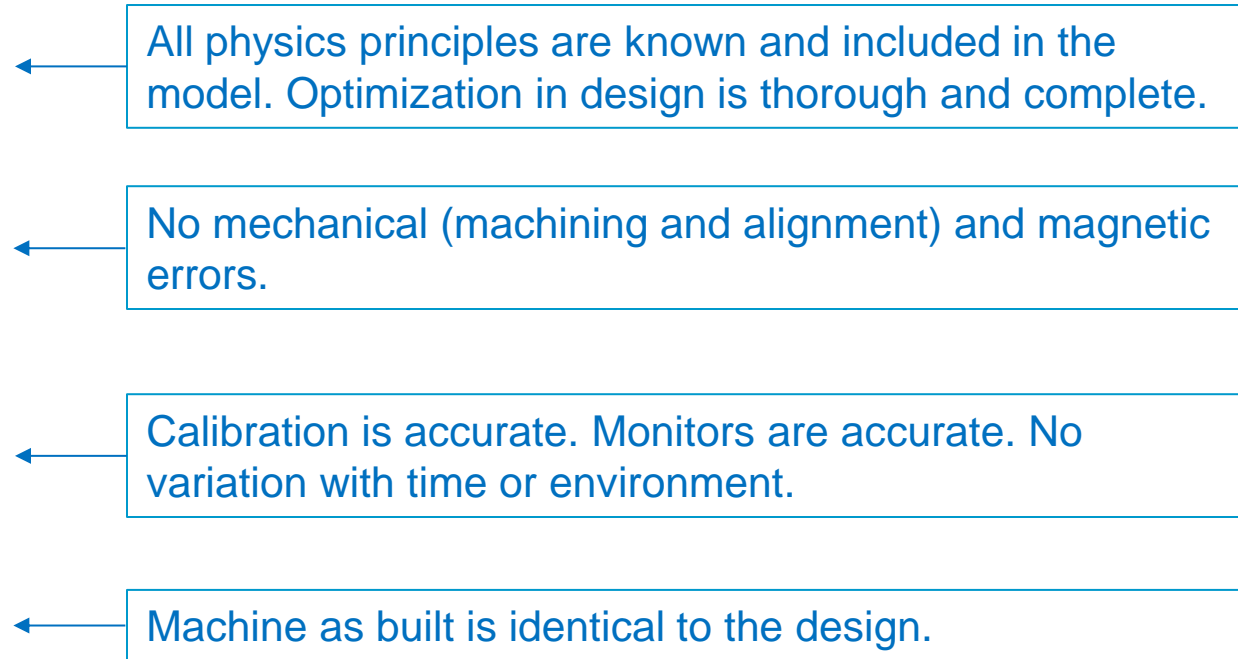 All physics principles are known and included in the
model. Optimization in design is thorough and complete.
No mechanical (machining and alignment) and magnetic
errors.
Calibration is accurate. Monitors are accurate. No
variation with time or environment.
Machine as built is identical to the design.